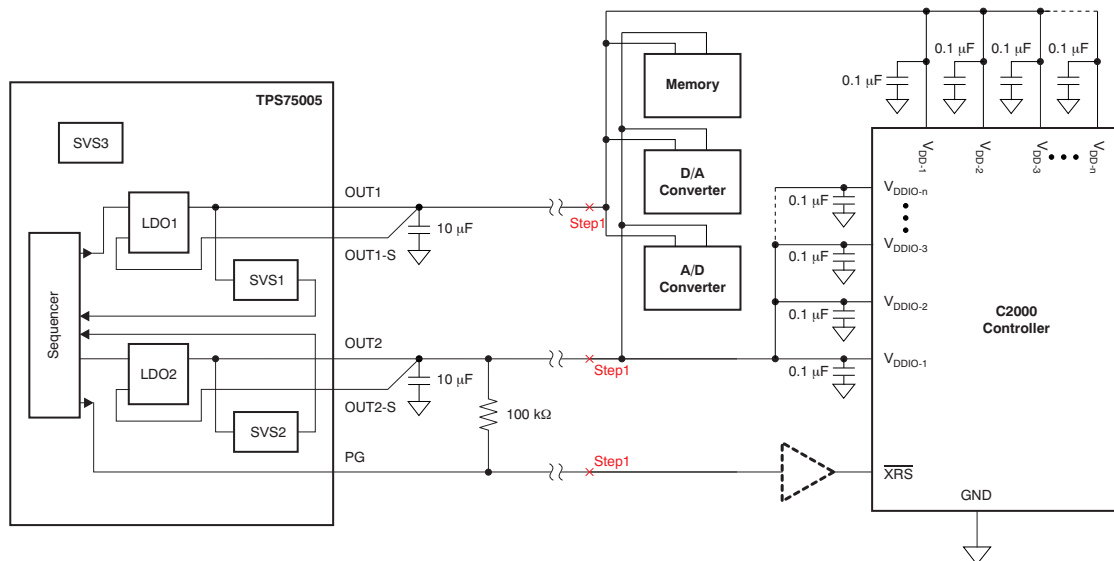 TPS75005
SVS3
Sequencer
LDO1
SVS1
LDO2
SVS2
OUT1
10 µF
OUT1-S
OUT2
10 µF
OUT2-S
100 kΩ
PG
Step1
Step1
Step1
Memory
D/A
Converter
A/D
Converter
0.1 µF
0.1 µF
0.1 µF
0.1 µF
VDD-1
VDD-2
VDD-3
VDD-n
VDDIO-n
0.1 µF
VDDIO-3
0.1 µF
VDDIO-2
0.1 µF
VDDIO-1
0.1 µF
C2000
Controller
XRS
GND